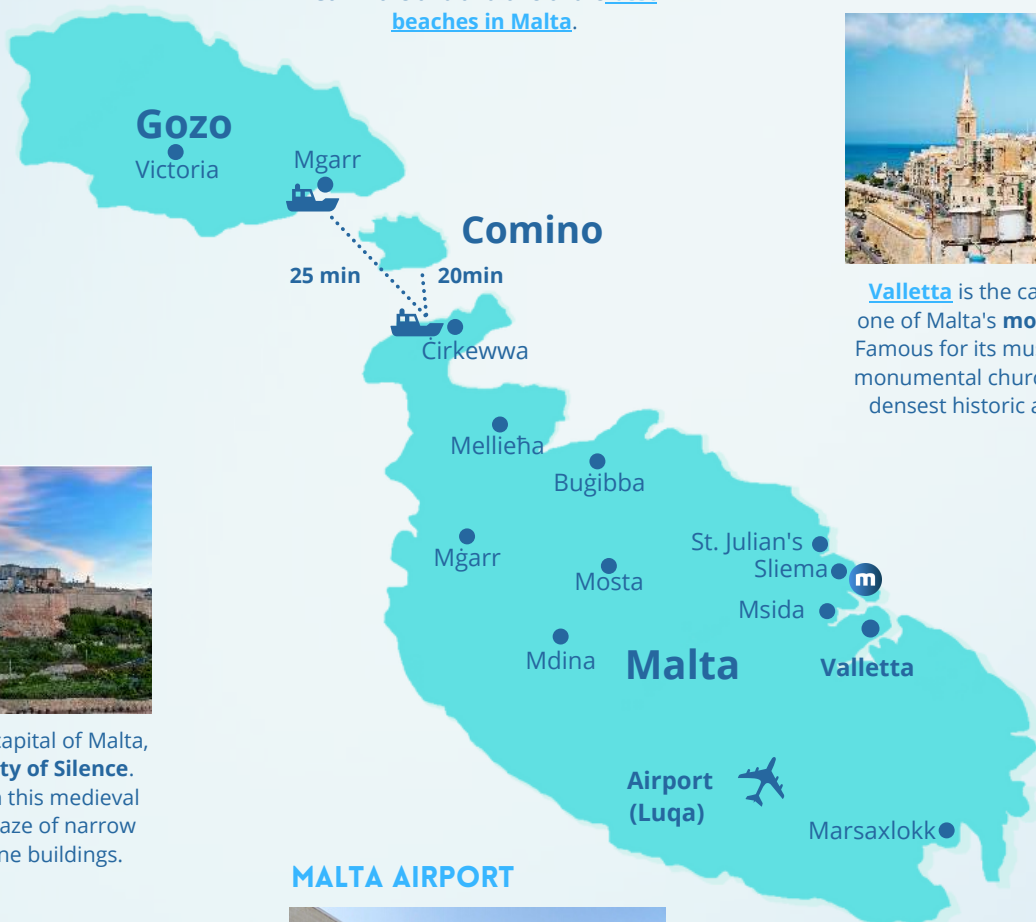 beaches in Malta.
Gozo
Victoria
Mgarr
Comino
25 min
20min
Ċirkewwa
Valletta is the ca
one of Malta's mo
Famous for its mu
monumental chur
densest historic a
Mellieħa
Buġibba
Mġarr
Mosta
St. Julian's
Sliema
m
Msida
Mdina
Malta
Valletta
capital of Malta,
ty of Silence.
this medieval
aze of narrow
ne buildings.
Airport
(Luqa)
Marsaxlokk
MALTA AIRPORT